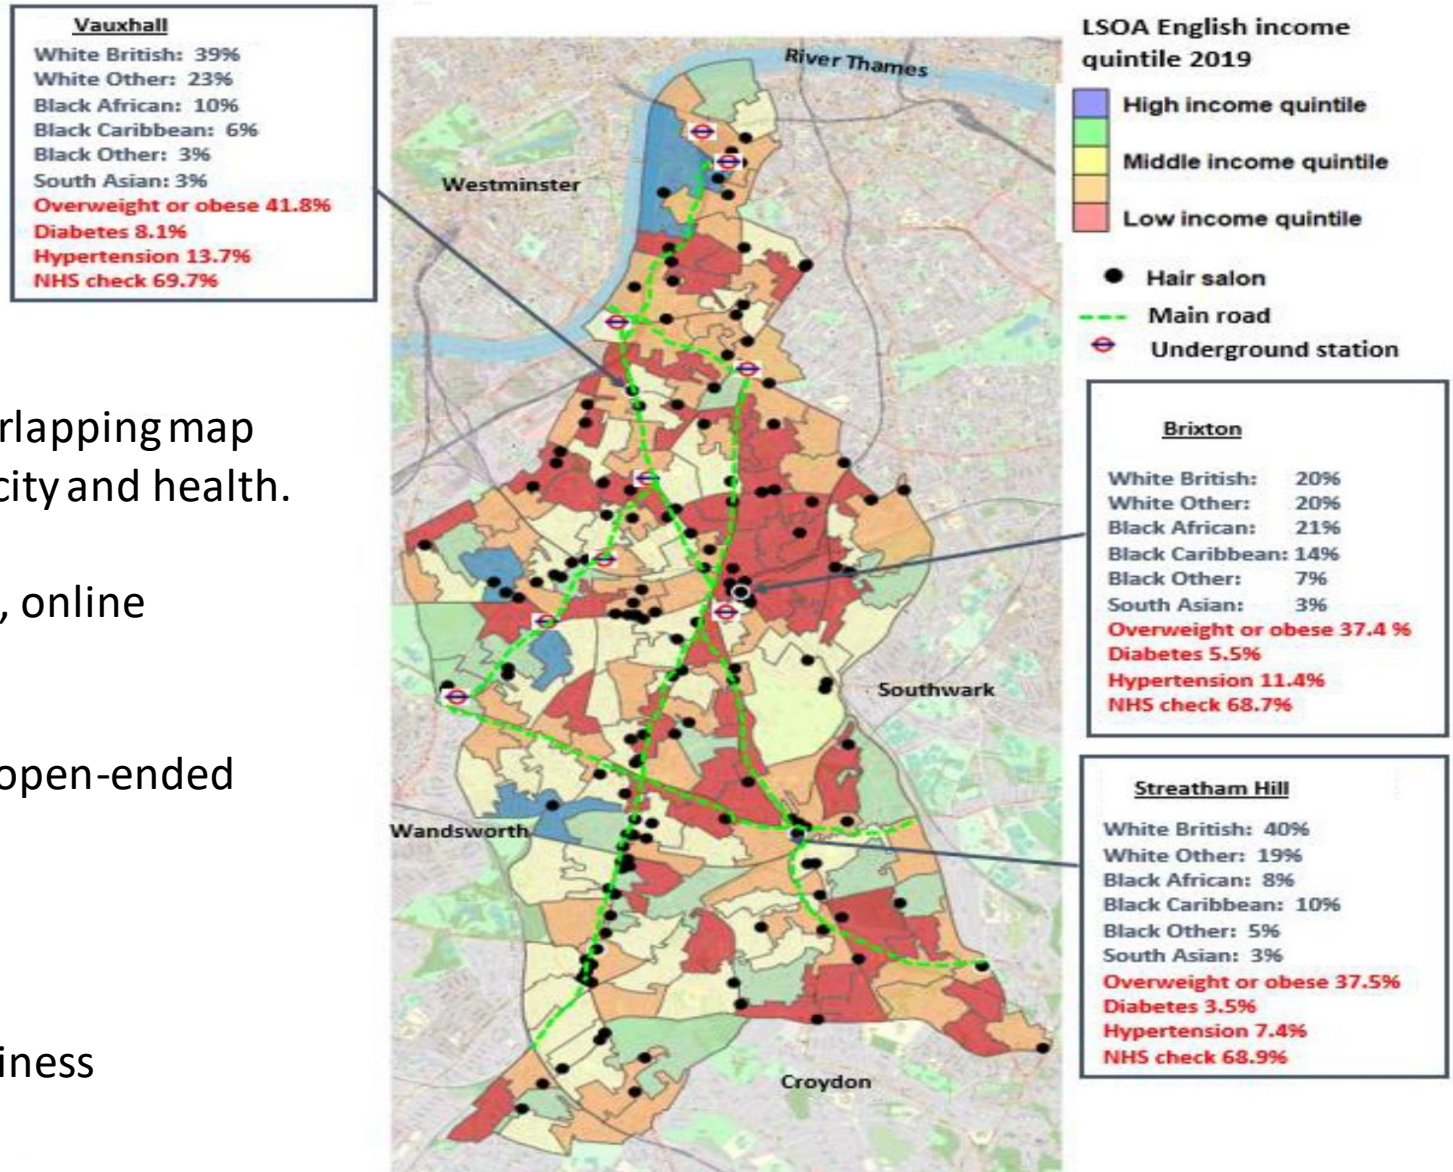 Vauxhall
White British: 39%
White Other: 23%
Black African: 10%
Black Caribbean: 6%
Black Other: 3%
South Asian: 3%
Overweight or obese 41.8%
Diabetes 8.1%
Hypertension 13.7%
NHS check 69.7%
rlapping map
city and health.
, online
open-ended
iness
River Thames
Westminster
Southwark
Wandsworth
Croydon
LSOA English income
quintile 2019
High income quintile
Middle income quintile
Low income quintile
Hair salon
Main road
Underground station
Brixton
White British: 20%
White Other: 20%
Black African: 21%
Black Caribbean: 14%
Black Other: 7%
South Asian: 3%
Overweight or obese 37.4 %
Diabetes 5.5%
Hypertension 11.4%
NHS check 68.7%
Streatham Hill
White British: 40%
White Other: 19%
Black African: 8%
Black Caribbean: 10%
Black Other: 5%
South Asian: 3%
Overweight or obese 37.5%
Diabetes 3.5%
Hypertension 7.4%
NHS check 68.9%